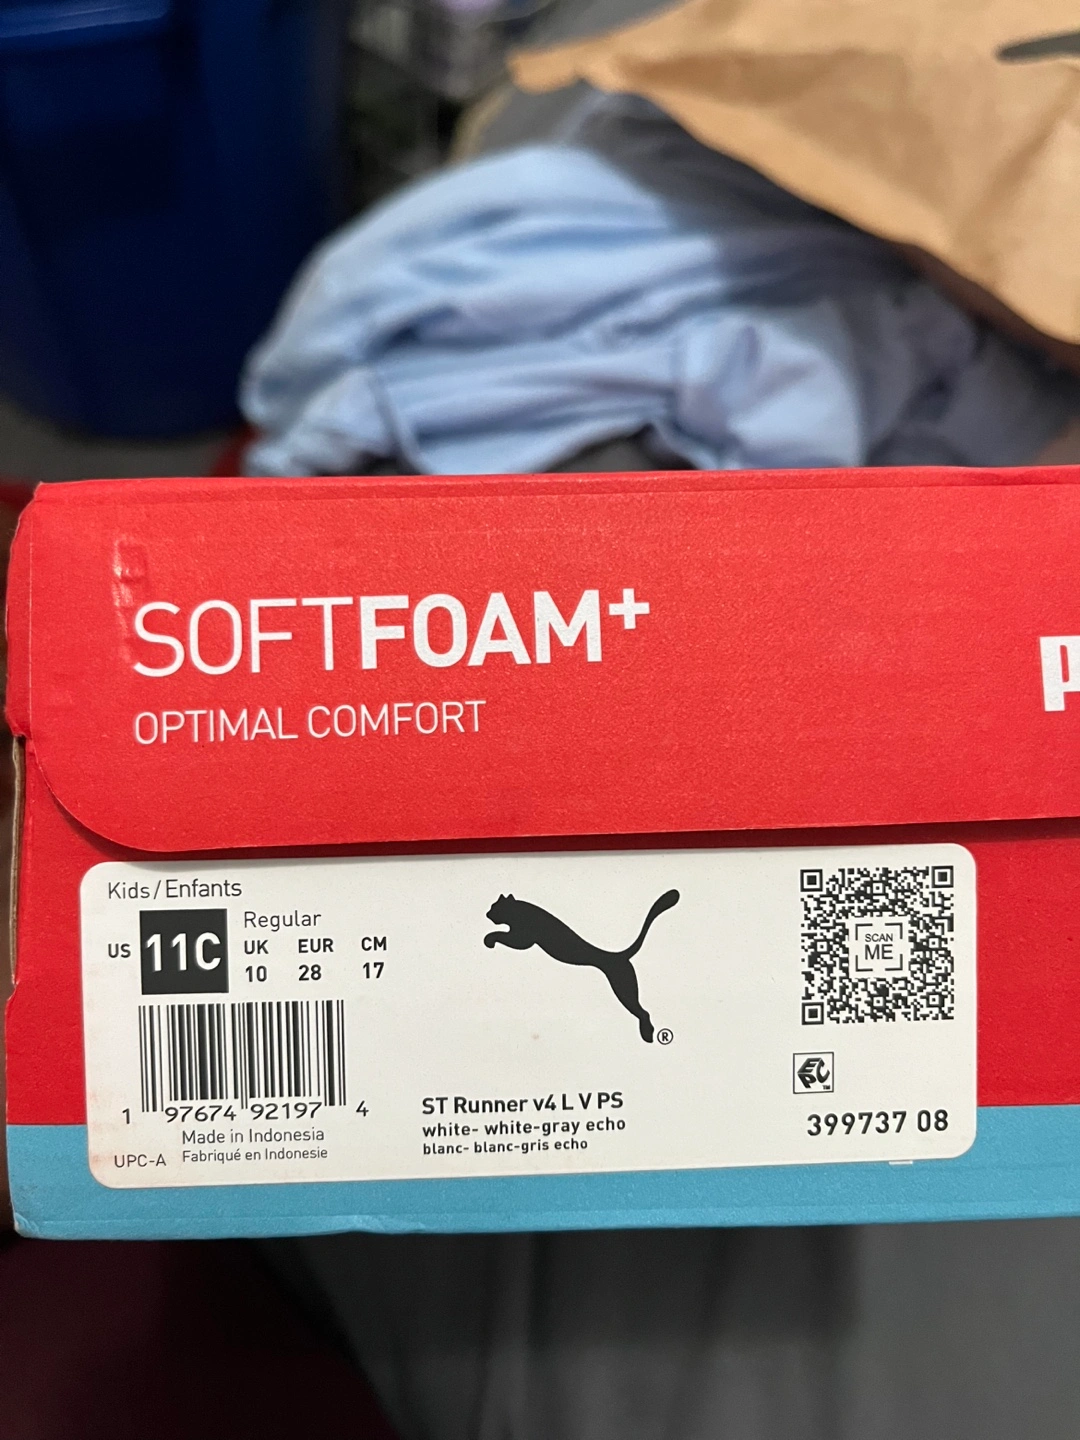 SOFTFOAM+
OPTIMAL COMFORT
Kids/Enfants
US 11C
Regular
UK EUR CM
10 28 17
1 97674 92197 4
Made in Indonesia
UPC-A Fabriqué en Indonesie
®
ST Runner v4 L V PS
white- white-gray echo
blanc- blanc-gris echo
SCAN
ME
EPC
TM
399737 08